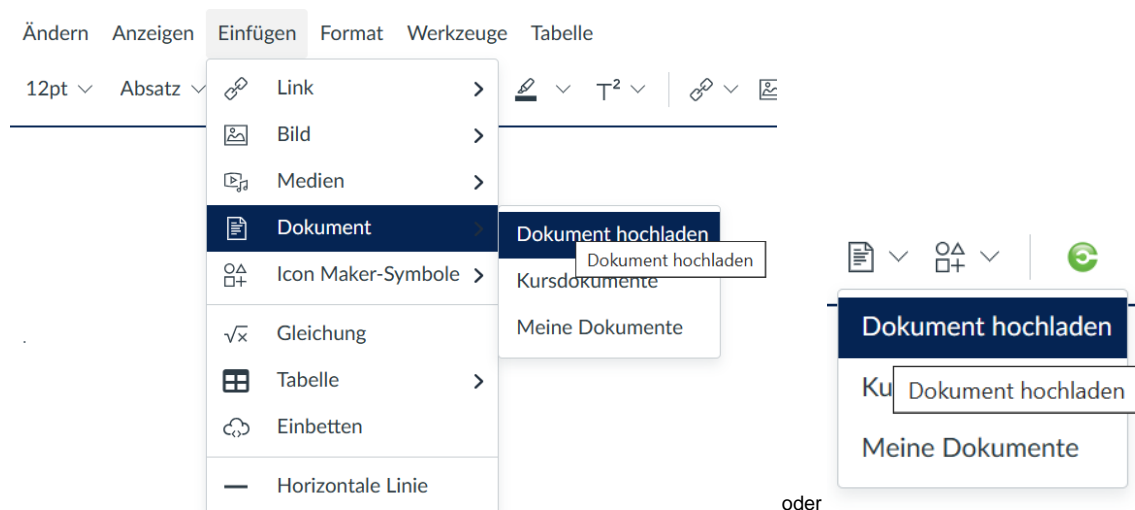 Ändern Anzeigen Einfügen Format Werkzeuge Tabelle
12pt Absatz T²
Link
Bild
Medien
Dokument
Icon Maker-Symbole
Gleichung
Tabelle
Einbetten
Horizontale Linie
Dokument hochladen
Dokument hochladen
Kursdokumente
Meine Dokumente
.
oder
Dokument hochladen
Ku
Dokument hochladen
Meine Dokumente